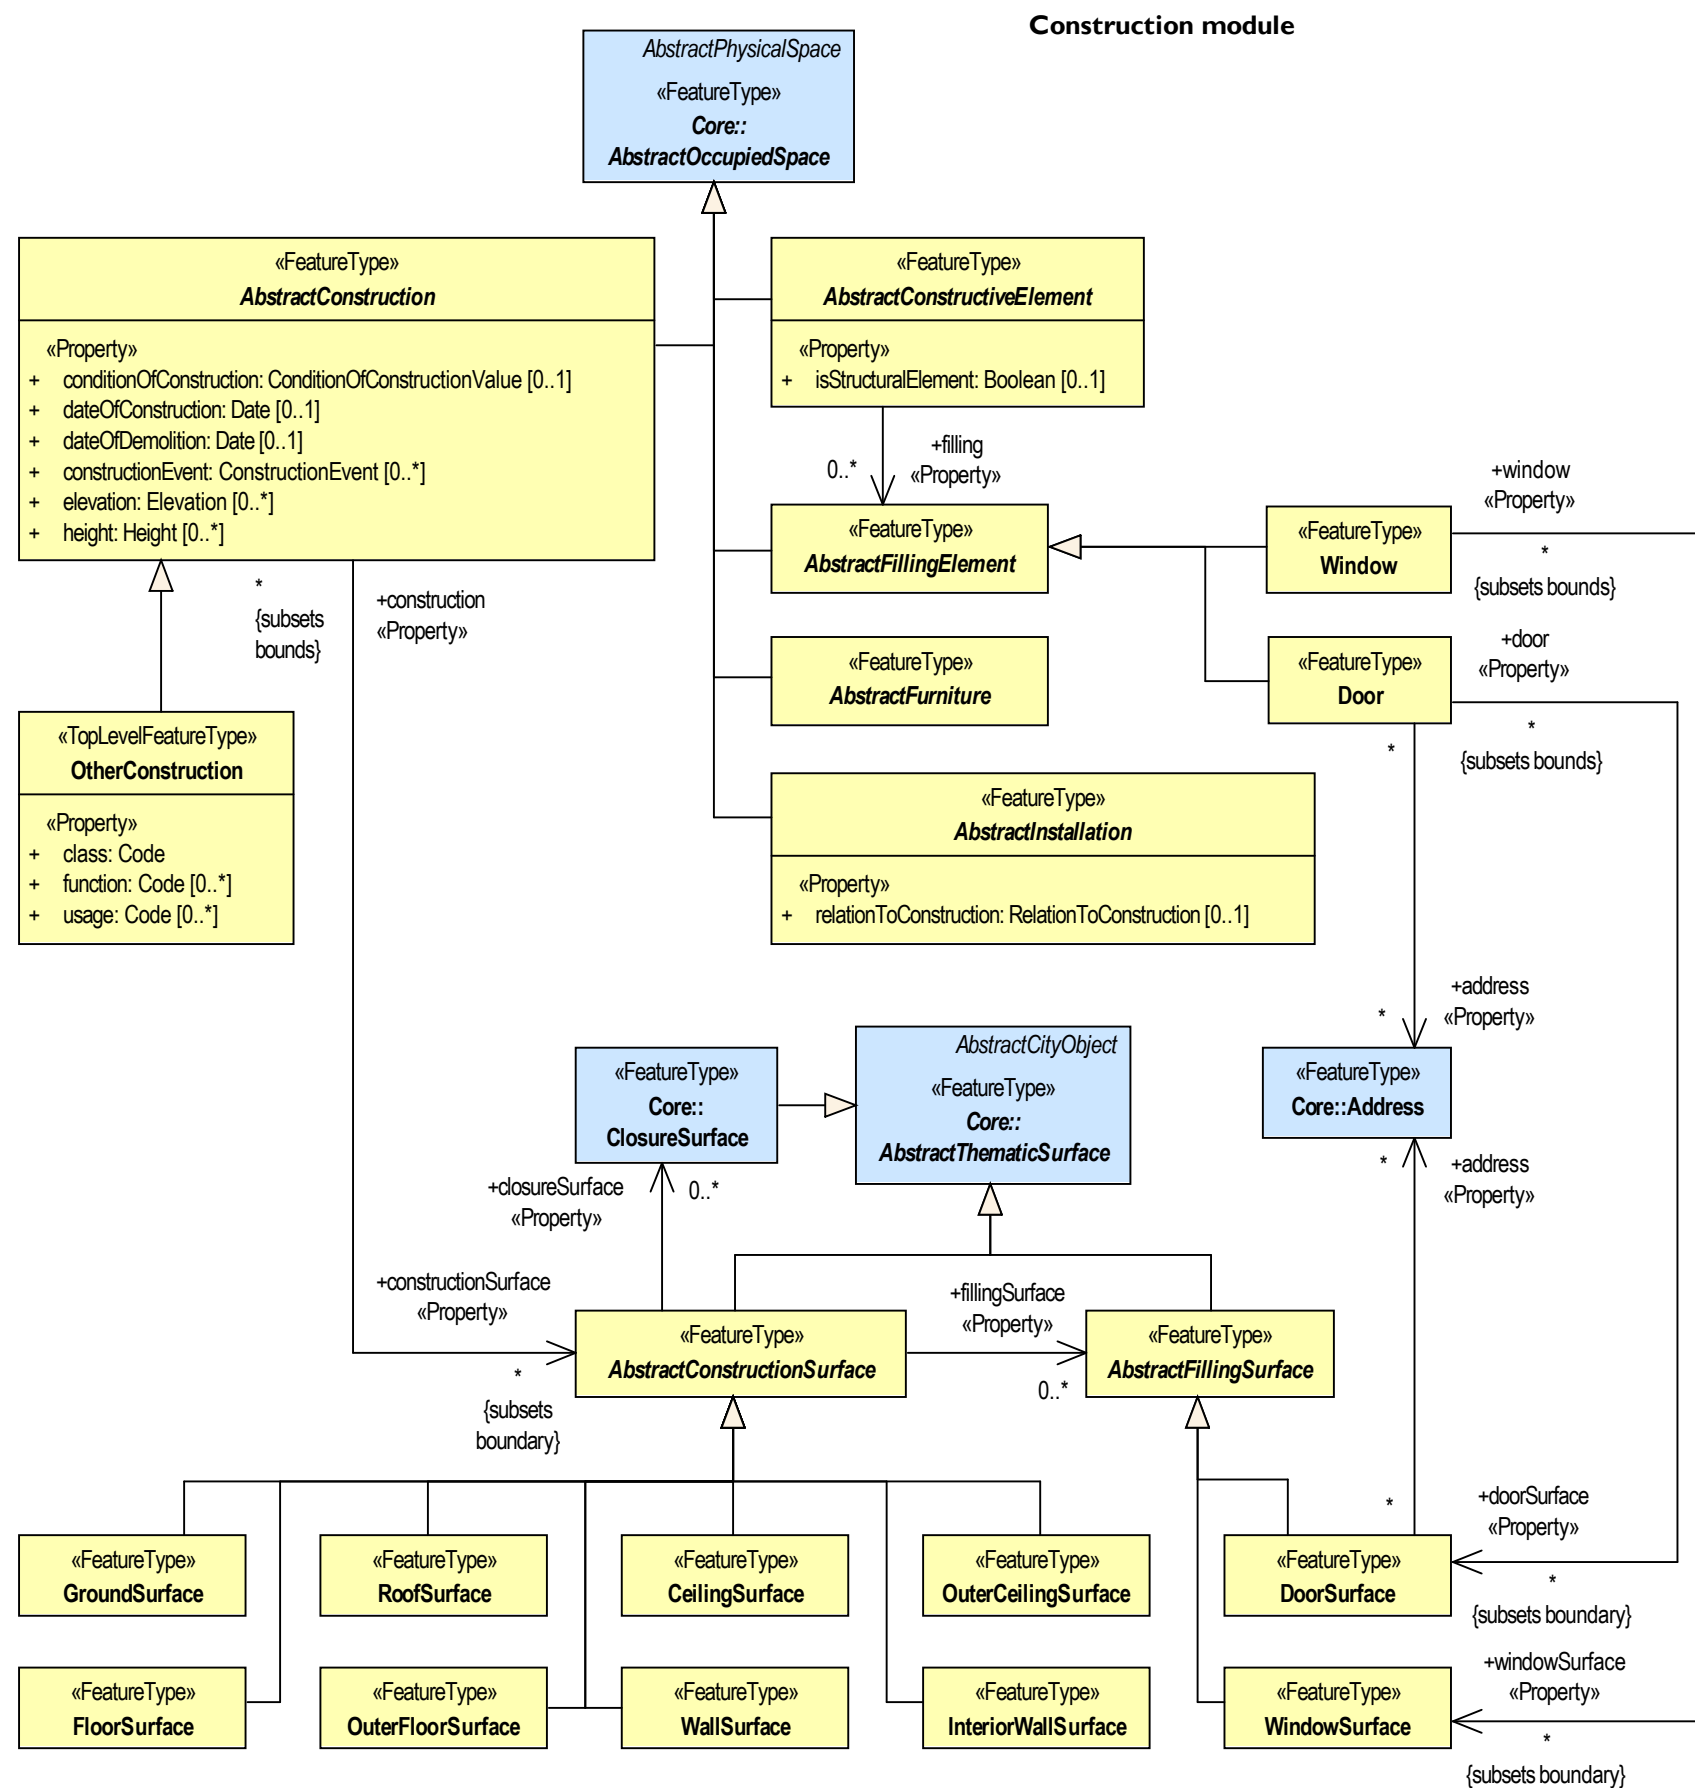 Construction module
AbstractPhysicalSpace
«FeatureType»
Core::
AbstractOccupiedSpace
«FeatureType»
AbstractConstruction
«Property»
+ conditionOfConstruction: ConditionOfConstructionValue [0..1]
+ dateOfConstruction: Date [0..1]
+ dateOfDemolition: Date [0..1]
+ constructionEvent: ConstructionEvent [0..*]
+ elevation: Elevation [0..*]
+ height: Height [0..*]
«FeatureType»
AbstractConstructiveElement
«Property»
+ isStructuralElement: Boolean [0..1]
+filling
0..*
«Property»
«FeatureType»
AbstractFillingElement
«FeatureType»
Window
+window
«Property»
*
{subsets bounds}
*
{subsets
bounds}
+construction
«Property»
«FeatureType»
AbstractFurniture
«FeatureType»
Door
+door
«Property»
*
{subsets bounds}
*
«TopLevelFeatureType»
OtherConstruction
«Property»
+ class: Code
+ function: Code [0..*]
+ usage: Code [0..*]
«FeatureType»
AbstractInstallation
«Property»
+ relationToConstruction: RelationToConstruction [0..1]
+address
«Property»
*
«FeatureType»
Core::
ClosureSurface
AbstractCityObject
«FeatureType»
Core::
AbstractThematicSurface
«FeatureType»
Core::Address
+closureSurface
«Property»
0..*
*
+address
«Property»
+constructionSurface
«Property»
*
{subsets
boundary}
«FeatureType»
AbstractConstructionSurface
+fillingSurface
«Property»
0..*
«FeatureType»
AbstractFillingSurface
*
+doorSurface
«Property»
*
{subsets boundary}
«FeatureType»
GroundSurface
«FeatureType»
RoofSurface
«FeatureType»
CeilingSurface
«FeatureType»
OuterCeilingSurface
«FeatureType»
DoorSurface
«FeatureType»
FloorSurface
«FeatureType»
OuterFloorSurface
«FeatureType»
WallSurface
«FeatureType»
InteriorWallSurface
«FeatureType»
WindowSurface
+windowSurface
«Property»
*
{subsets boundary}